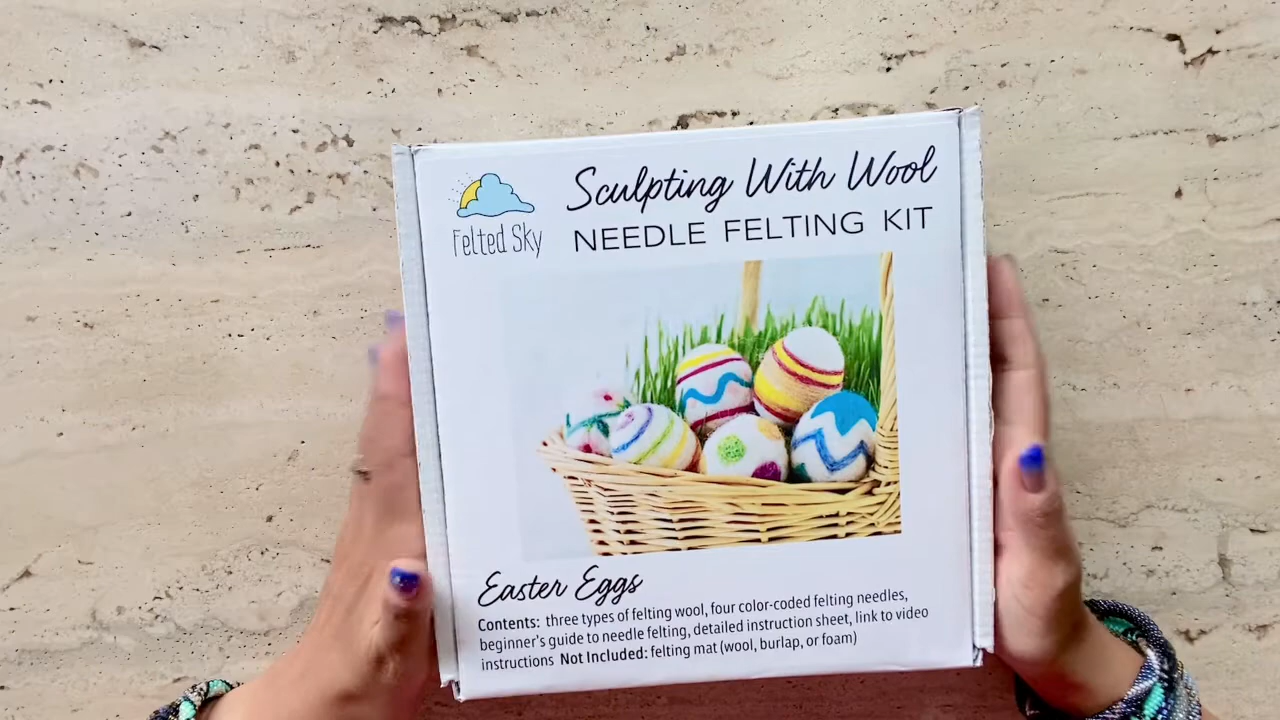 Felted Sky
Sculpting With Wool
NEEDLE FELTING KIT
Easter Eggs
Contents: three types of felting wool, four color-coded felting needles,
beginner's guide to needle felting, detailed instruction sheet, link to video
instructions Not Included: felting mat (wool, burlap, or foam)